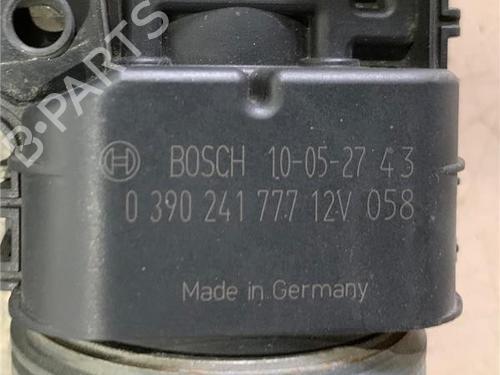 B-PARTS
BOSCH 10-05-27 43
0 390 241 777 12V 058
Made in Germany